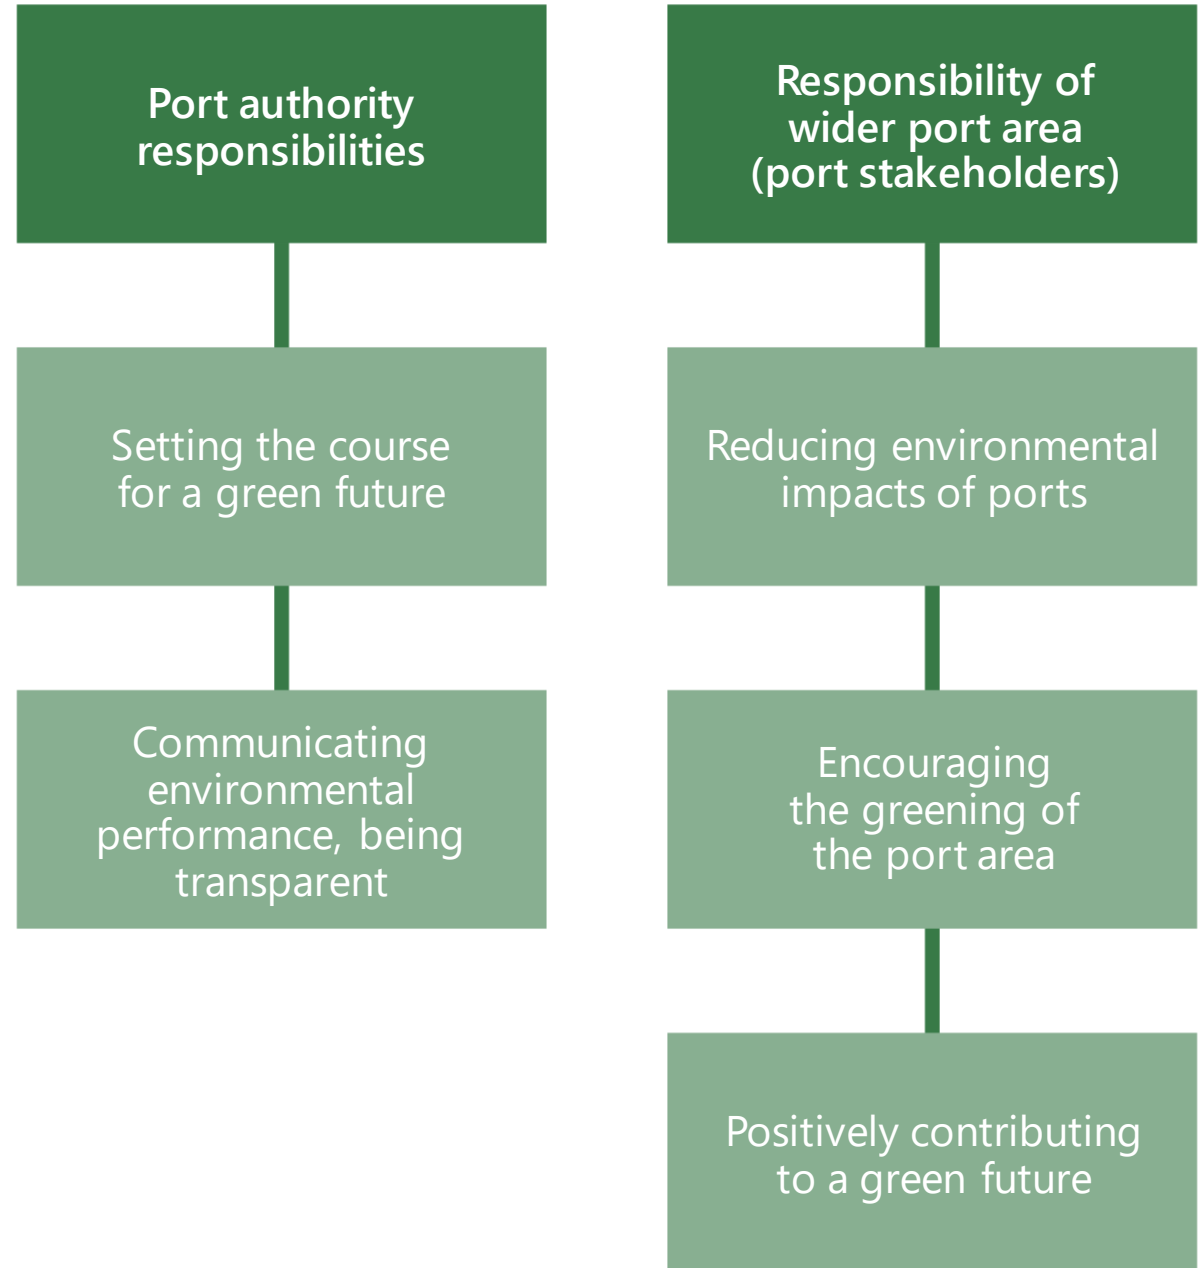 Port authority
responsibilities
Setting the course
for a green future
Communicating
environmental
performance, being
transparent
Responsibility of
wider port area
(port stakeholders)
Reducing environmental
impacts of ports
Encouraging
the greening of
the port area
Positively contributing
to a green future